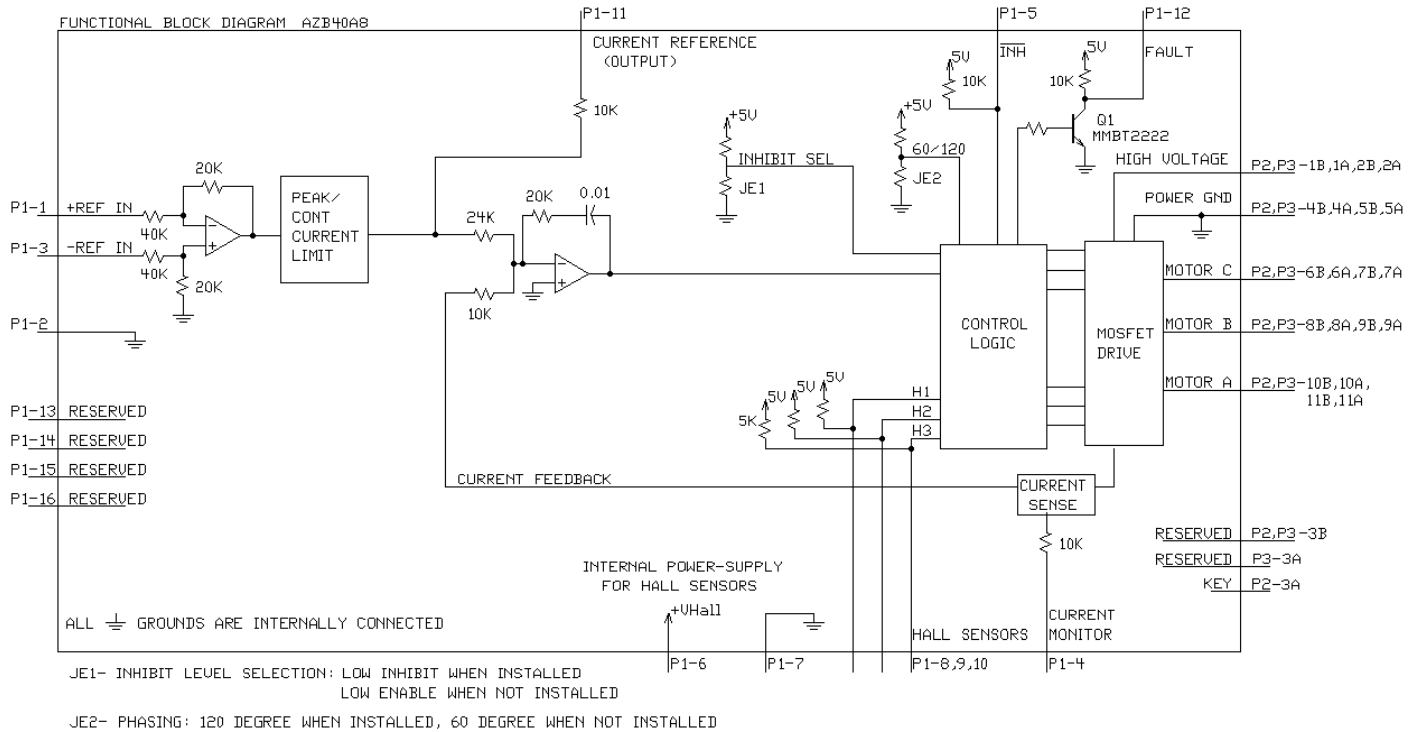 FUNCTIONAL BLOCK DIAGRAM AZB40A8
P1-11
P1-5
P1-12
CURRENT REFERENCE
(OUTPUT)
INH
FAULT
5V
10K
5V
10K
10K
+5V
+5V
Q1
MMBT2222
INHIBIT SEL
60/120
HIGH VOLTAGE
P2,P3-1B,1A,2B,2A
JE1
JE2
20K
P1-1
+REF IN
40K
PEAK/
CONT
CURRENT
LIMIT
24K
20K
0.01
POWER GND
P2,P3-4B,4A,5B,5A
P1-3
-REF IN
40K
20K
10K
MOTOR C
P2,P3-6B,6A,7B,7A
P1-2
CONTROL
LOGIC
MOSFET
DRIVE
MOTOR B
P2,P3-8B,8A,9B,9A
MOTOR A
P2,P3-10B,10A,
11B,11A
5V
5V
5V
5K
H1
H2
H3
P1-13 RESERVED
P1-14 RESERVED
P1-15 RESERVED
P1-16 RESERVED
CURRENT FEEDBACK
CURRENT
SENSE
10K
RESERVED P2,P3-3B
RESERVED P3-3A
KEY P2-3A
INTERNAL POWER-SUPPLY
FOR HALL SENSORS
+VHall
ALL GROUNDS ARE INTERNALLY CONNECTED
HALL SENSORS
CURRENT
MONITOR
P1-6
P1-7
P1-8,9,10
P1-4
JE1- INHIBIT LEVEL SELECTION: LOW INHIBIT WHEN INSTALLED
LOW ENABLE WHEN NOT INSTALLED
JE2- PHASING: 120 DEGREE WHEN INSTALLED, 60 DEGREE WHEN NOT INSTALLED